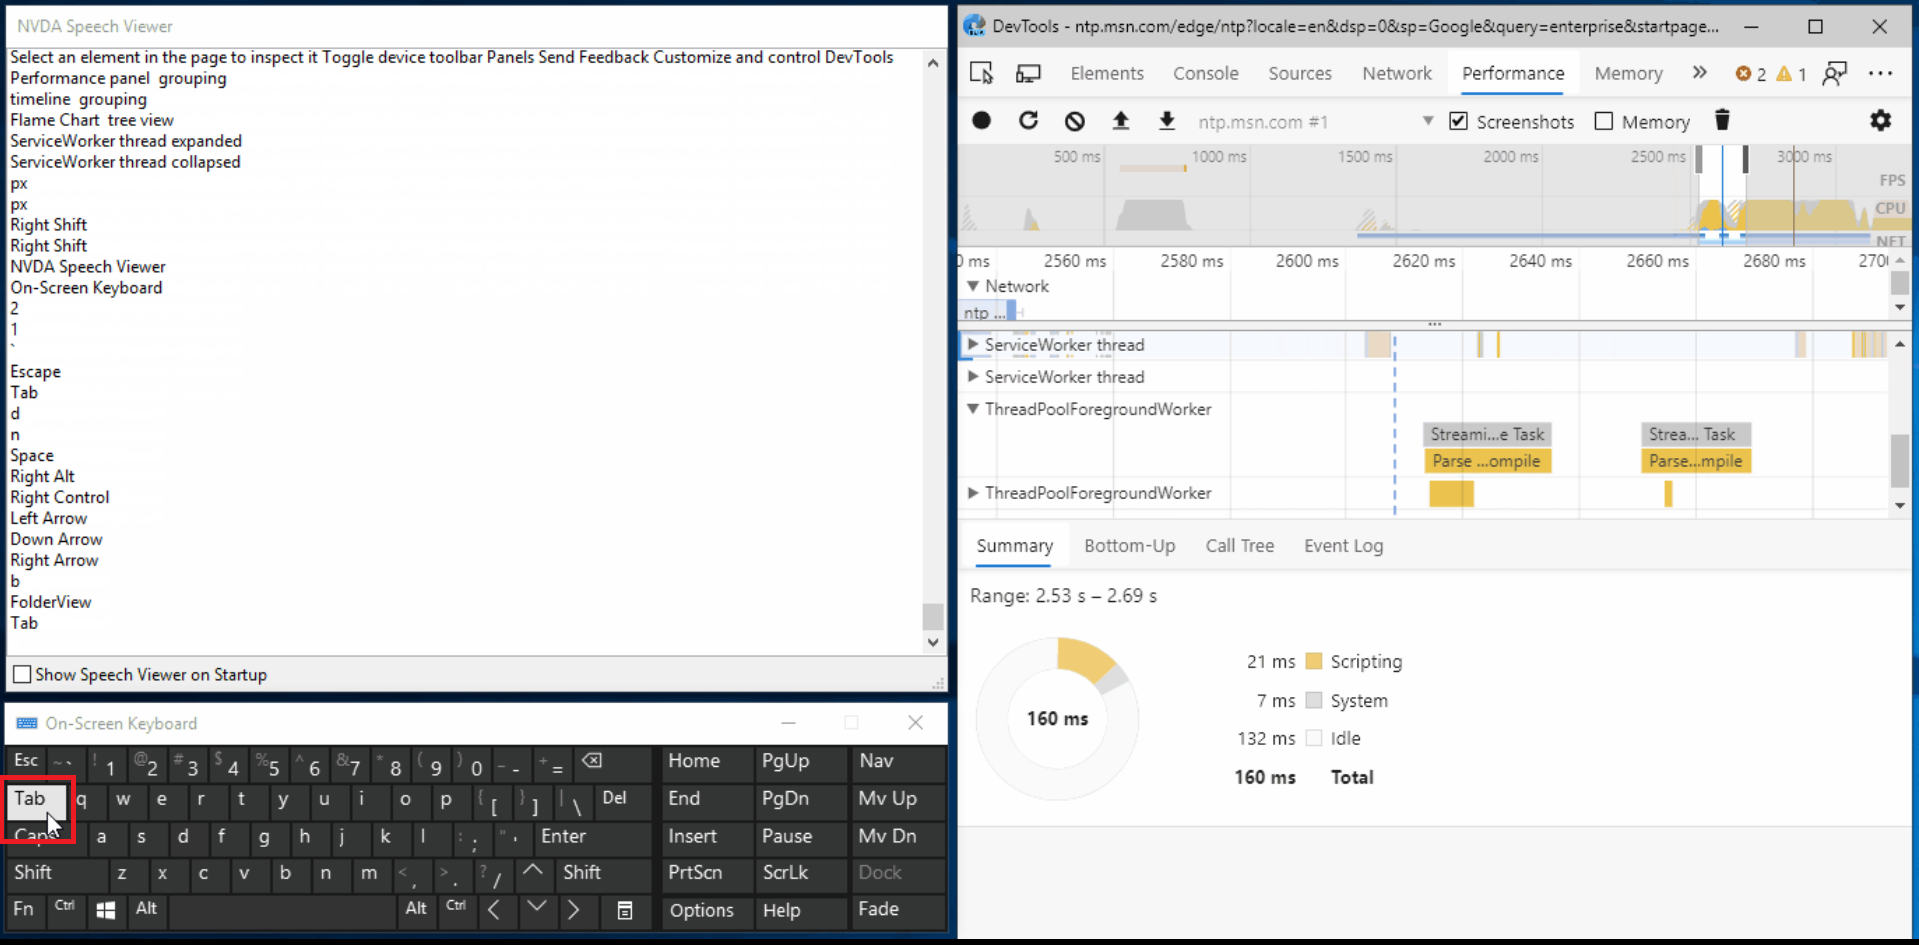 NVDA Speech Viewer
Select an element in the page to inspect it Toggle device toolbar Panels Send Feedback Customize and control DevTools
Performance panel  grouping
timeline  grouping
Flame Chart  tree view
ServiceWorker thread expanded
ServiceWorker thread collapsed
px
px
Right Shift
Right Shift
NVDA Speech Viewer
On-Screen Keyboard
2
1
`
Escape
Tab
d
n
Space
Right Alt
Right Control
Left Arrow
Down Arrow
Right Arrow
b
FolderView
Tab
Show Speech Viewer on Startup
On-Screen Keyboard
Esc ~ ` ! 1 @ 2 # 3 $ 4 % 5 ^ 6 & 7 * 8 ( 9 ) 0 _ - + = Home PgUp Nav
Tab q w e r t y u i o p { [ } ] | \ Del End PgDn Mv Up
Caps a s d f g h j k l : ; " ' Enter Insert Pause Mv Dn
Shift z x c v b n m < , > . ? / Shift PrtScn ScrLk Dock
Fn Ctrl Alt Alt Ctrl Options Help Fade
DevTools - ntp.msn.com/edge/ntp?locale=en&dsp=0&sp=Google&query=enterprise&startpage...
Elements Console Sources Network Performance Memory 2 1
ntp.msn.com #1 Screenshots Memory
500 ms 1000 ms 1500 ms 2000 ms 2500 ms 3000 ms
FPS
CPU
NET
0 ms 2560 ms 2580 ms 2600 ms 2620 ms 2640 ms 2660 ms 2680 ms 270
Network
ntp ...
ServiceWorker thread
ServiceWorker thread
ThreadPoolForegroundWorker
Streami...e Task Strea... Task
Parse ...ompile Parse...mpile
ThreadPoolForegroundWorker
Summary Bottom-Up Call Tree Event Log
Range: 2.53 s – 2.69 s
160 ms
21 ms Scripting
7 ms System
132 ms Idle
160 ms Total